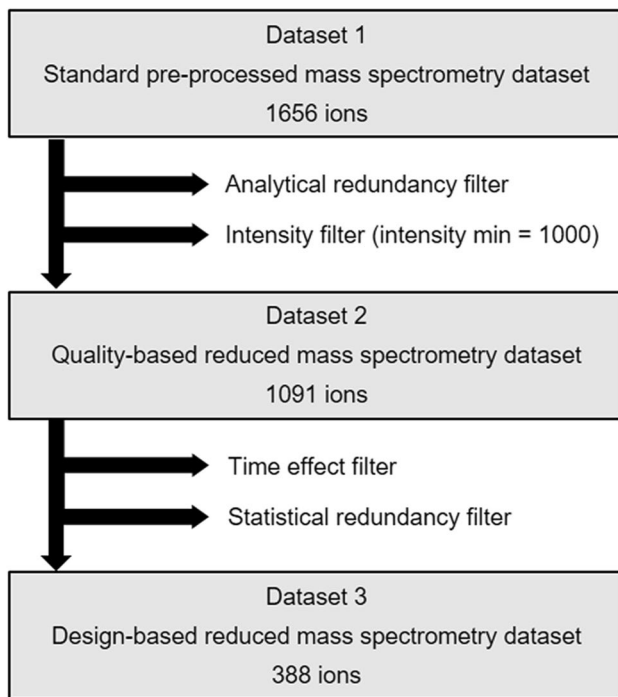 Dataset 1
Standard pre-processed mass spectrometry dataset
1656 ions
Analytical redundancy filter
Intensity filter (intensity min = 1000)
Dataset 2
Quality-based reduced mass spectrometry dataset
1091 ions
Time effect filter
Statistical redundancy filter
Dataset 3
Design-based reduced mass spectrometry dataset
388 ions